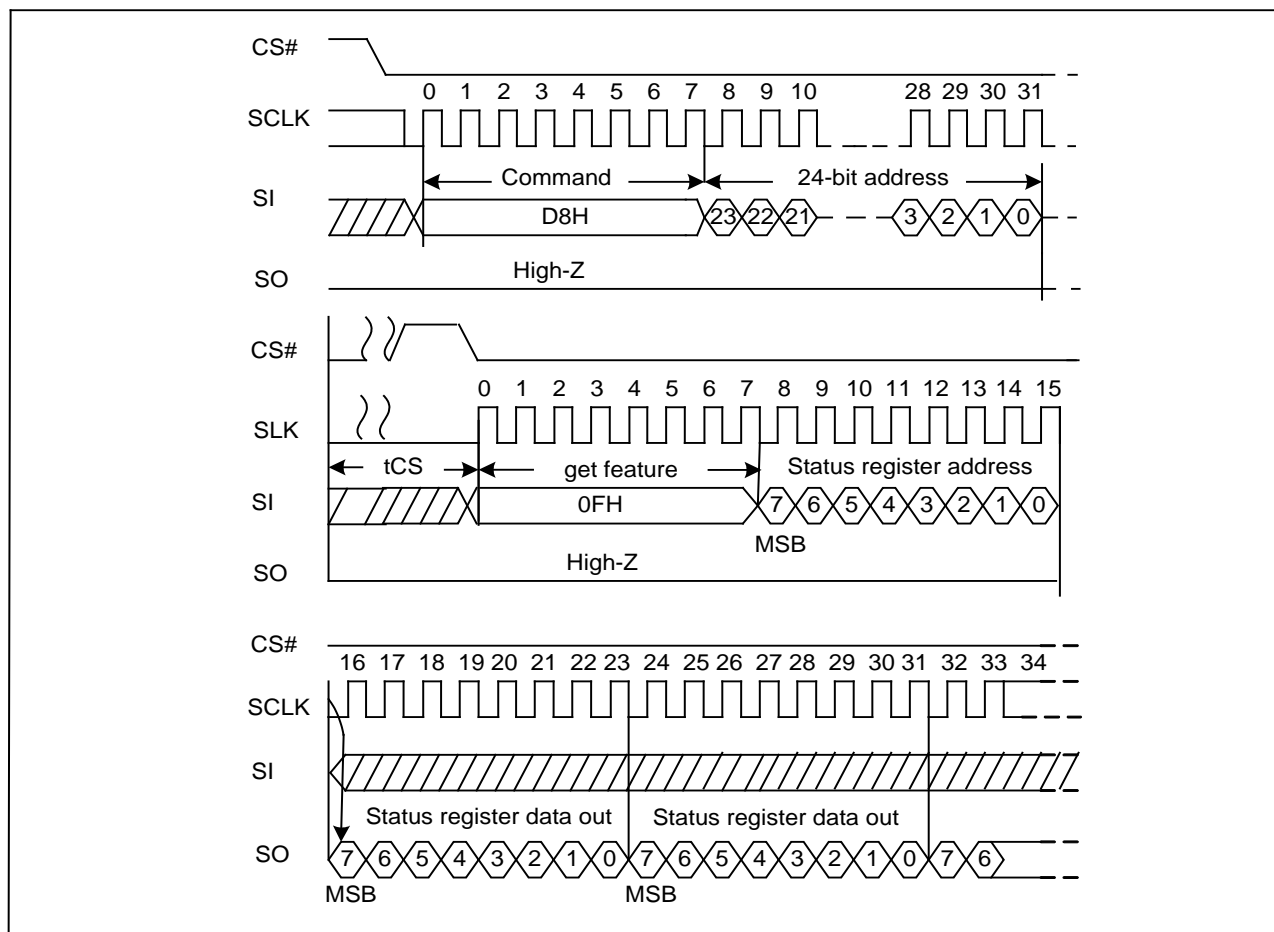 CS#
0 1 2 3 4 5 6 7 8 9 10 28 29 30 31
SCLK
Command 24-bit address
SI
D8H 23 22 21 3 2 1 0
High-Z
SO
CS#
0 1 2 3 4 5 6 7 8 9 10 11 12 13 14 15
SLK
tCS get feature Status register address
SI
0FH 7 6 5 4 3 2 1 0
MSB
High-Z
SO
CS#
16 17 18 19 20 21 22 23 24 25 26 27 28 29 30 31 32 33 34
SCLK
SI
Status register data out Status register data out
SO
7 6 5 4 3 2 1 0 7 6 5 4 3 2 1 0 7 6
MSB MSB